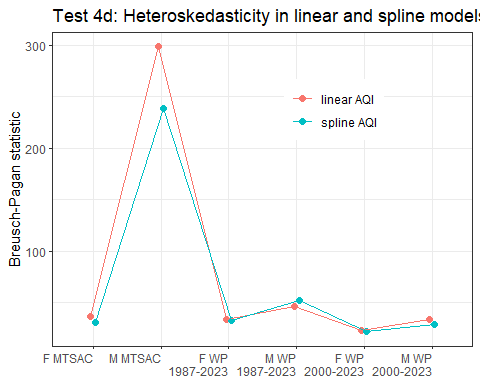 Test 4d: Heteroskedasticity in linear and spline models
Breusch-Pagan statistic
300
200
100
linear AQI
spline AQI
F MTSAC
M MTSAC
F WP
1987-2023
M WP
1987-2023
F WP
2000-2023
M WP
2000-2023